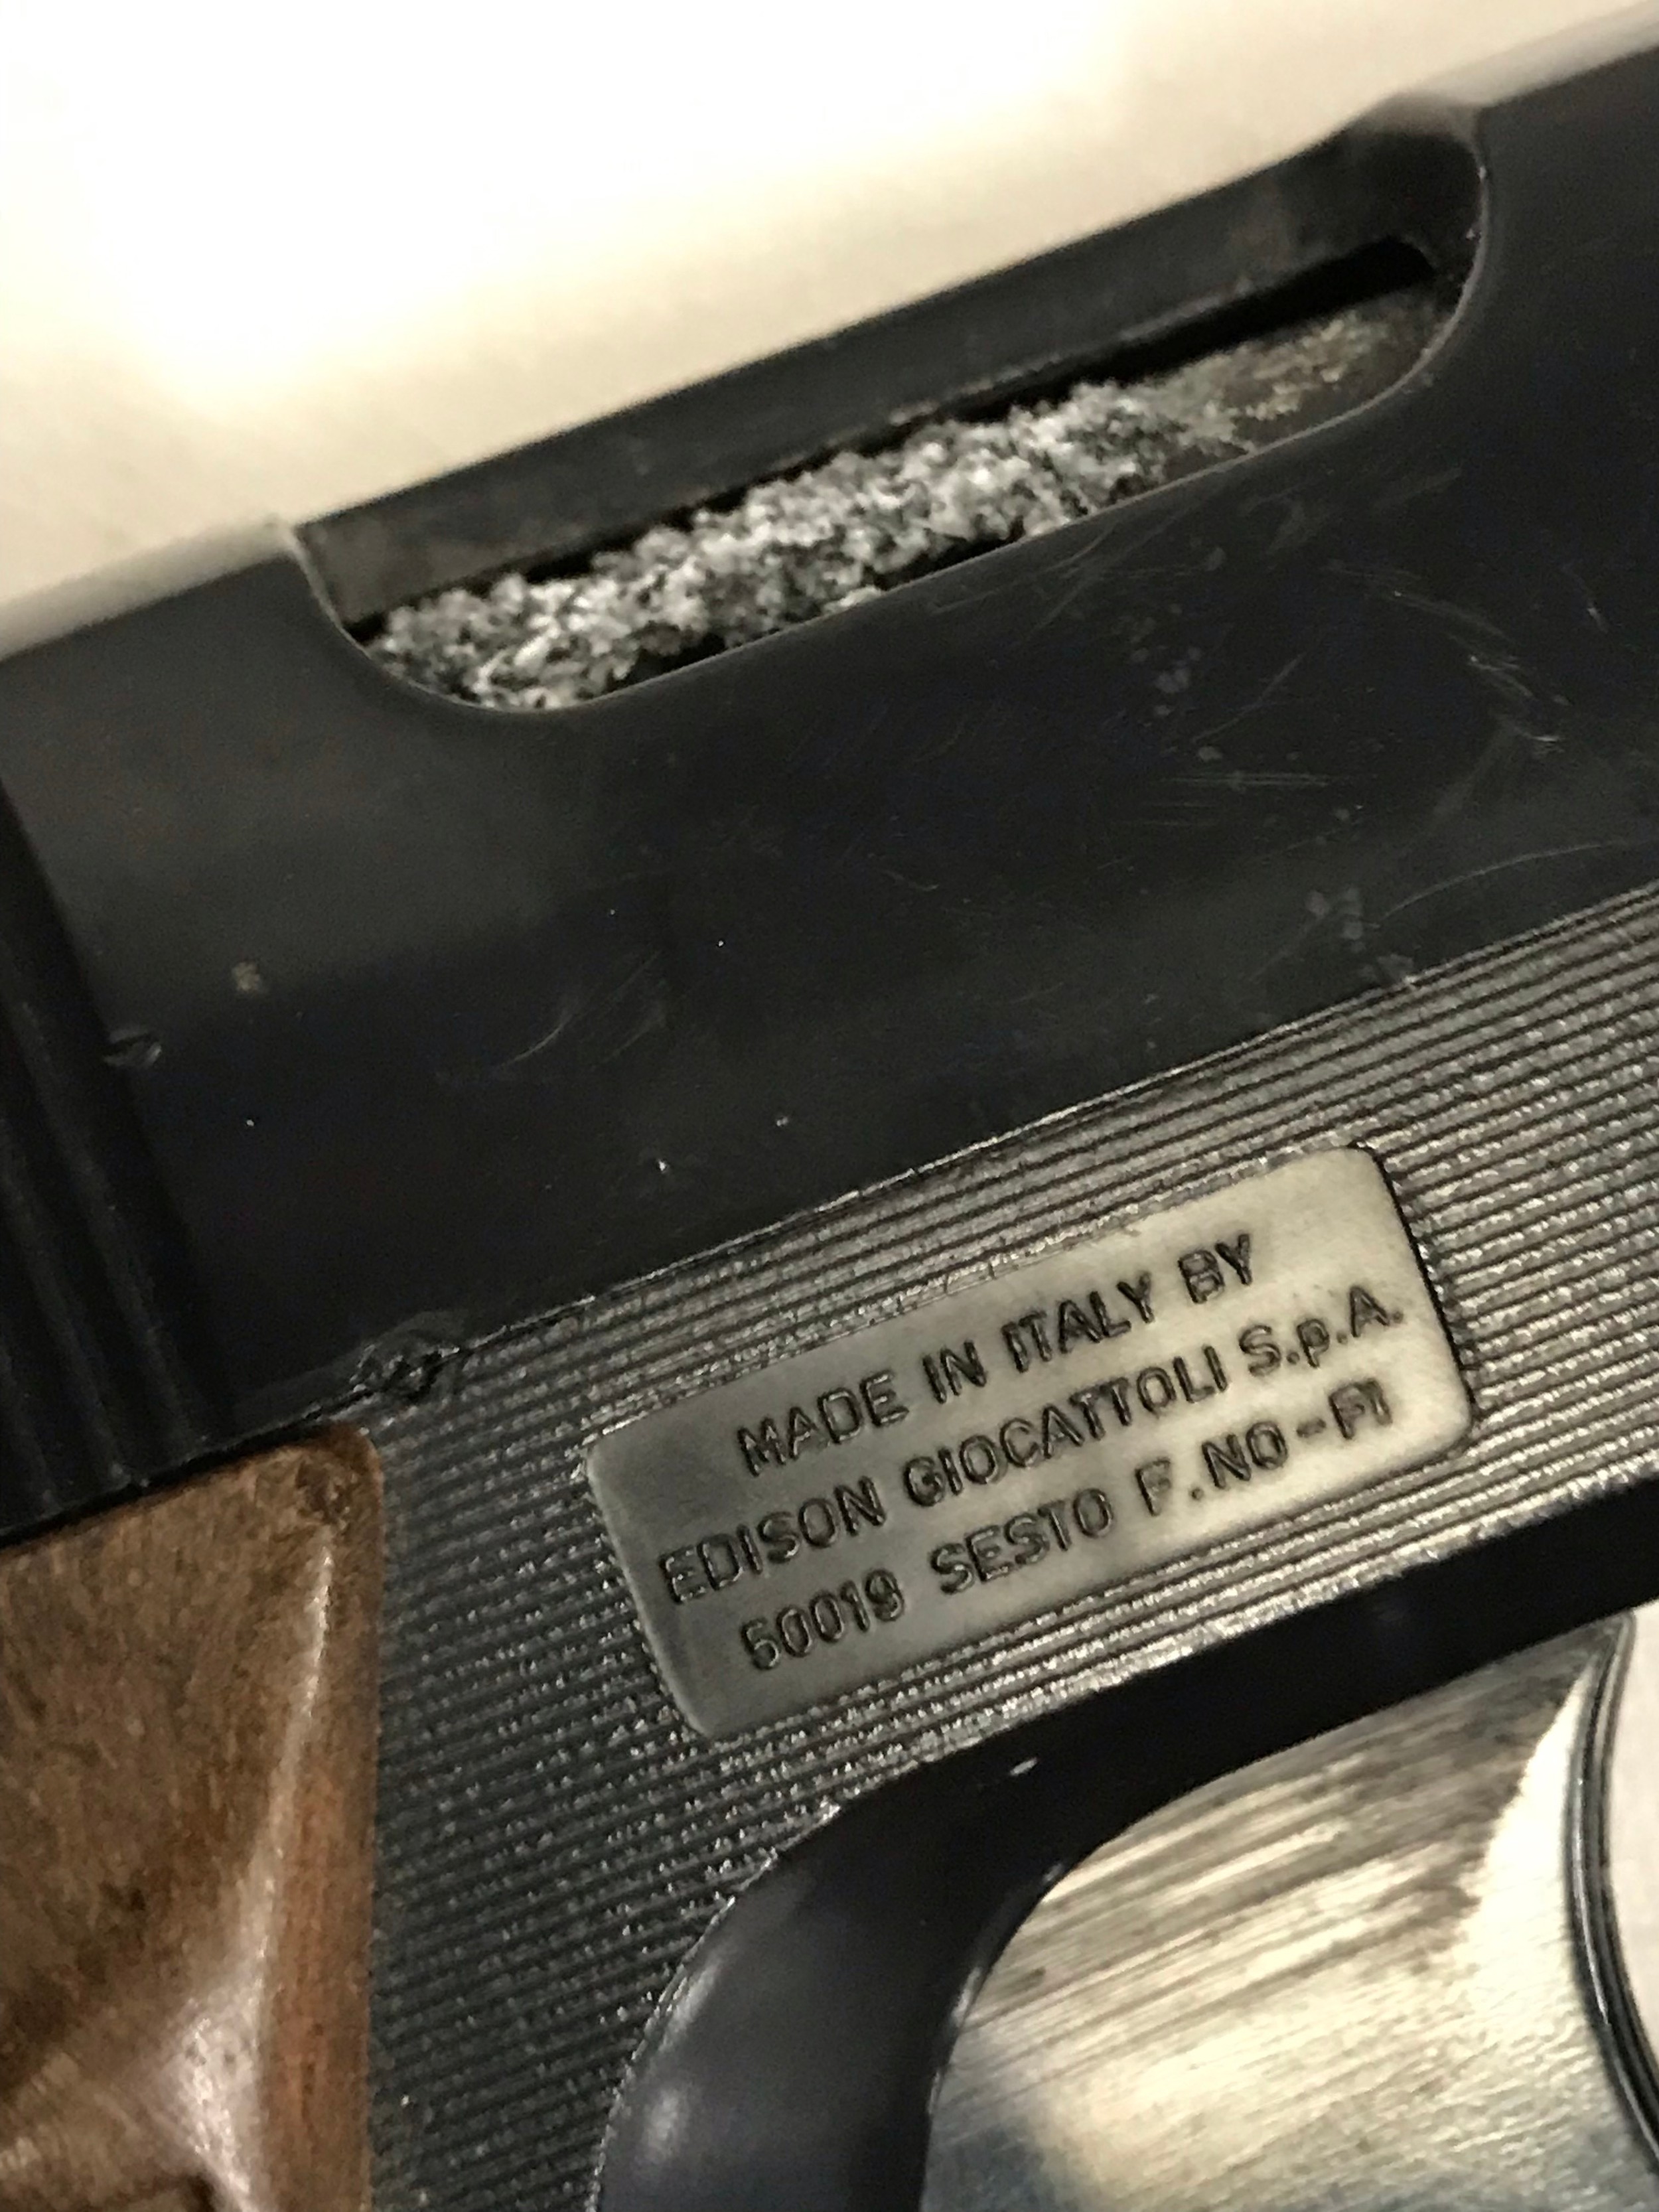 MADE IN ITALY BY
EDISON GIOCATTOLI S.p.A.
50019 SESTO F.NO-FI